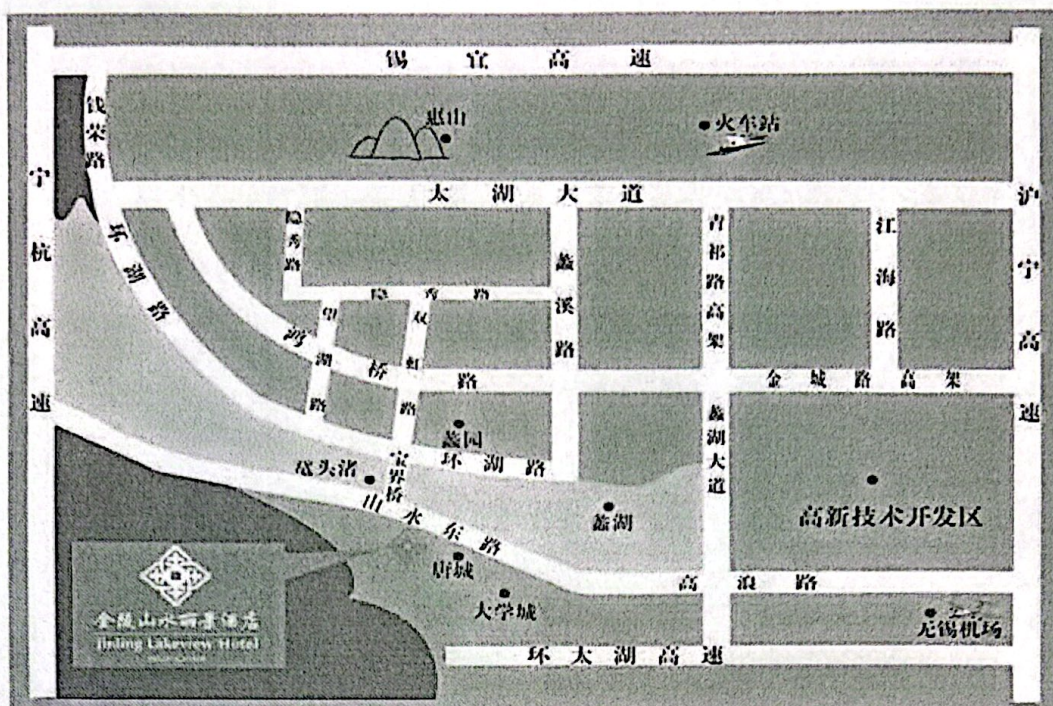 锡宜高速
钱荣路
惠山
火车站
宁杭高速
太湖大道
沪宁高速
隐秀路
环湖路
蠡溪路
青祁路高架
江海路
隐秀路
望湖路
双虹路
鸿桥路
金城路高架
蠡园
蠡湖大道
环湖路
宝界桥
鼋头渚
山水东路
蠡湖
高新技术开发区
唐城
高浪路
大学城
金陵山水丽景酒店
Jinling Lakeview Hotel
无锡机场
环太湖高速